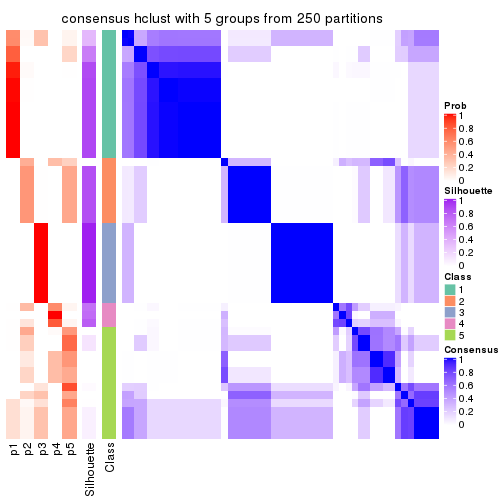 consensus hclust with 5 groups from 250 partitions
Prob
1
0.8
0.6
0.4
0.2
0
Silhouette
1
0.8
0.6
0.4
0.2
0
Class
1
2
3
4
5
Consensus
1
0.8
0.6
0.4
0.2
0
p1
p2
p3
p4
p5
Silhouette
Class